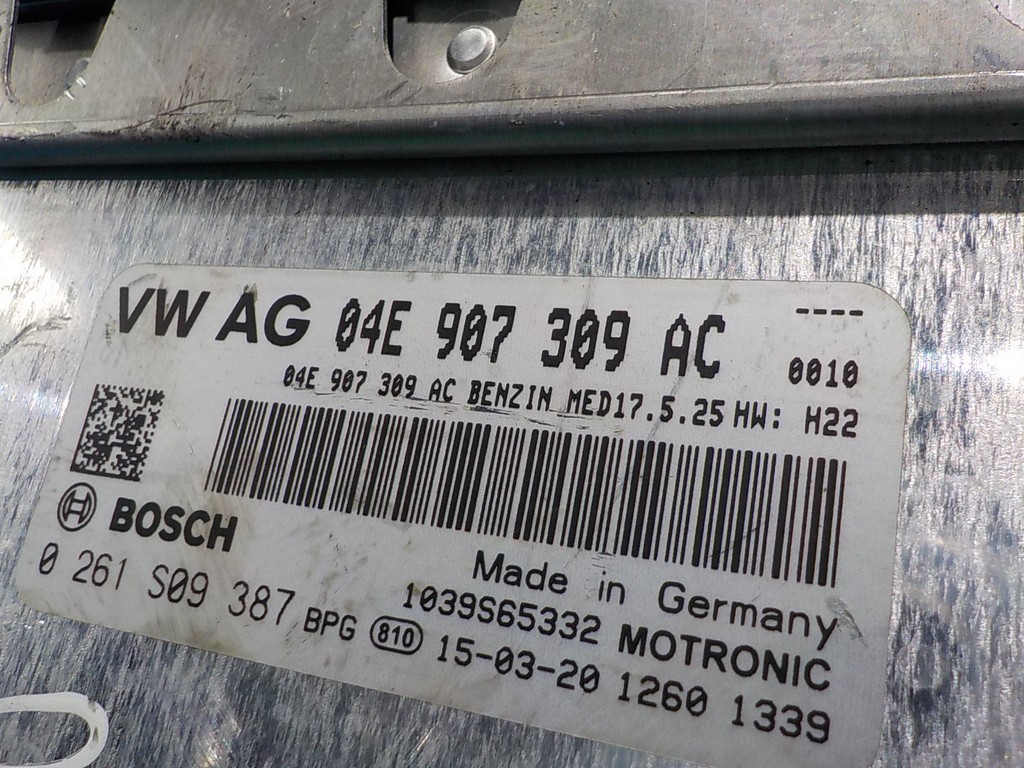 VW AG 04E 907 309 AC ----
0010
04E 907 309 AC BENZIN MED17.5.25 HW: H22
BOSCH
Made in Germany
0 261 S09 387 BPG 1039S65332 MOTRONIC
810 15-03-20 1260 1339